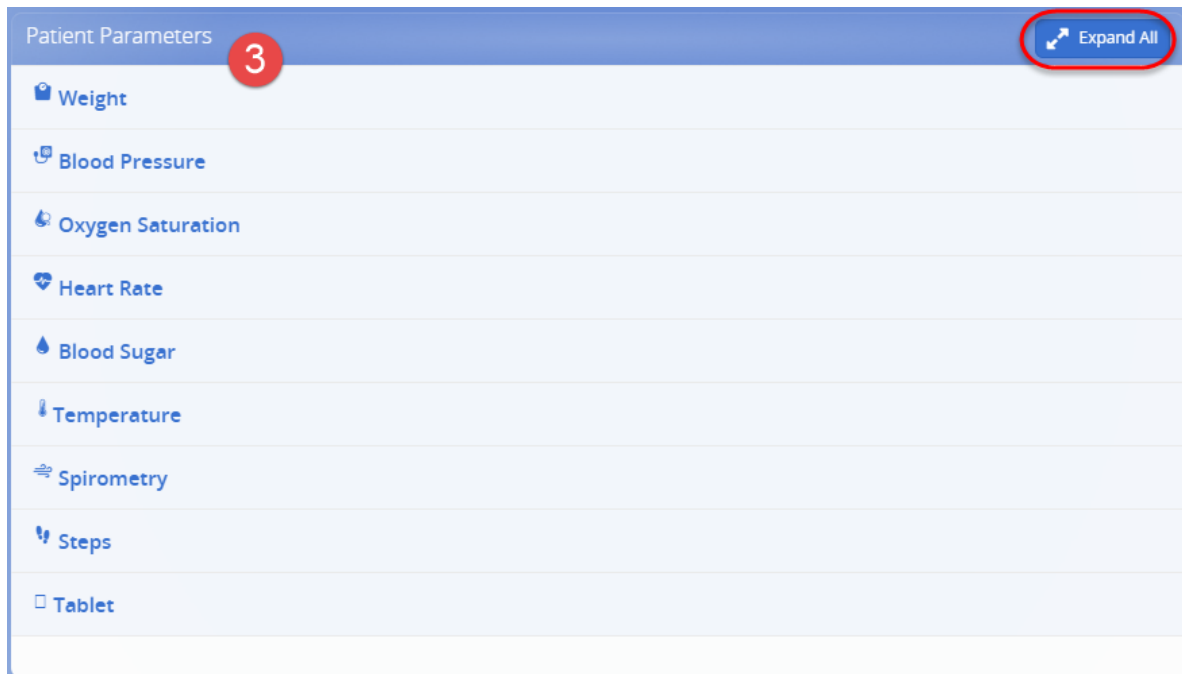 Patient Parameters
3
Expand All
Weight
Blood Pressure
Oxygen Saturation
Heart Rate
Blood Sugar
Temperature
Spirometry
Steps
Tablet